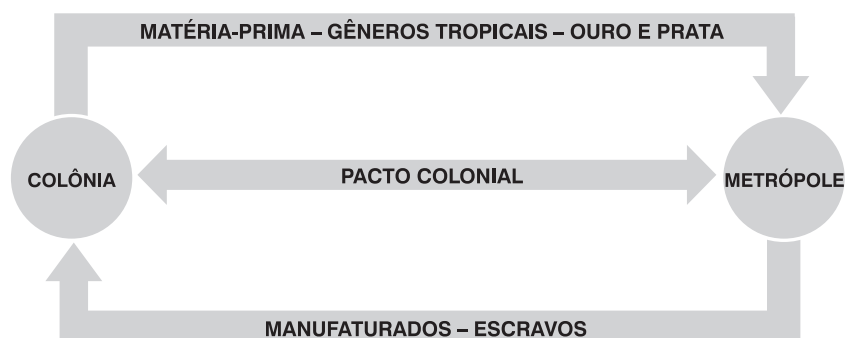 MATÉRIA-PRIMA – GÊNEROS TROPICAIS – OURO E PRATA
COLÔNIA
PACTO COLONIAL
METRÓPOLE
MANUFATURADOS – ESCRAVOS